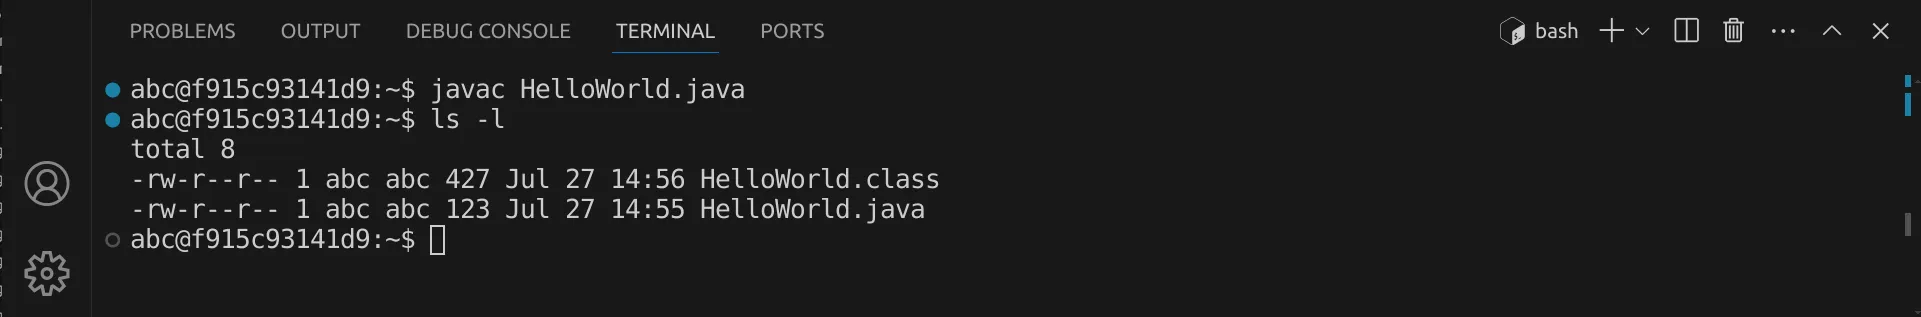 PROBLEMS OUTPUT DEBUG CONSOLE TERMINAL PORTS bash
abc@f915c93141d9:~$ javac HelloWorld.java
abc@f915c93141d9:~$ ls -l
total 8
-rw-r--r-- 1 abc abc 427 Jul 27 14:56 HelloWorld.class
-rw-r--r-- 1 abc abc 123 Jul 27 14:55 HelloWorld.java
abc@f915c93141d9:~$